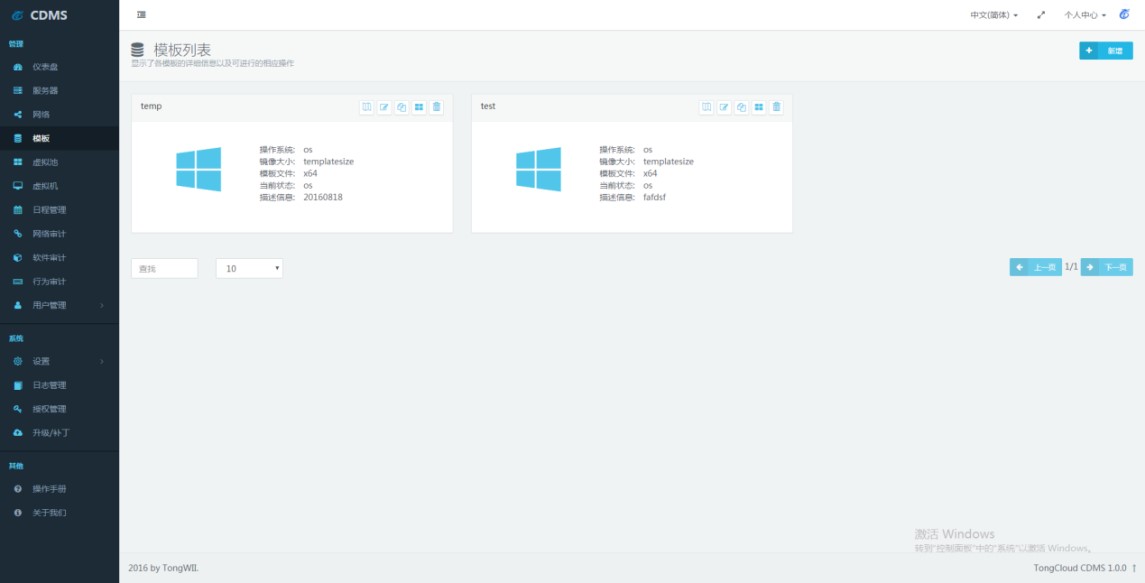 CDMS
中文(简体)
个人中心
管理
仪表盘
服务器
网络
模板
虚拟池
虚拟机
日程管理
网络审计
软件审计
行为审计
用户管理
系统
设置
日志管理
授权管理
升级/补丁
其他
操作手册
关于我们
模板列表
显示了各模板的详细信息以及可进行的相应操作
新增
temp
操作系统: os
镜像大小: templatesize
模板文件: x64
当前状态: os
描述信息: 20160818
test
操作系统: os
镜像大小: templatesize
模板文件: x64
当前状态: os
描述信息: fafdsf
查找
10
上一页 1/1 下一页
激活 Windows
转到"控制面板"中的"系统"以激活 Windows。
2016 by TongWIL
TongCloud CDMS 1.0.0